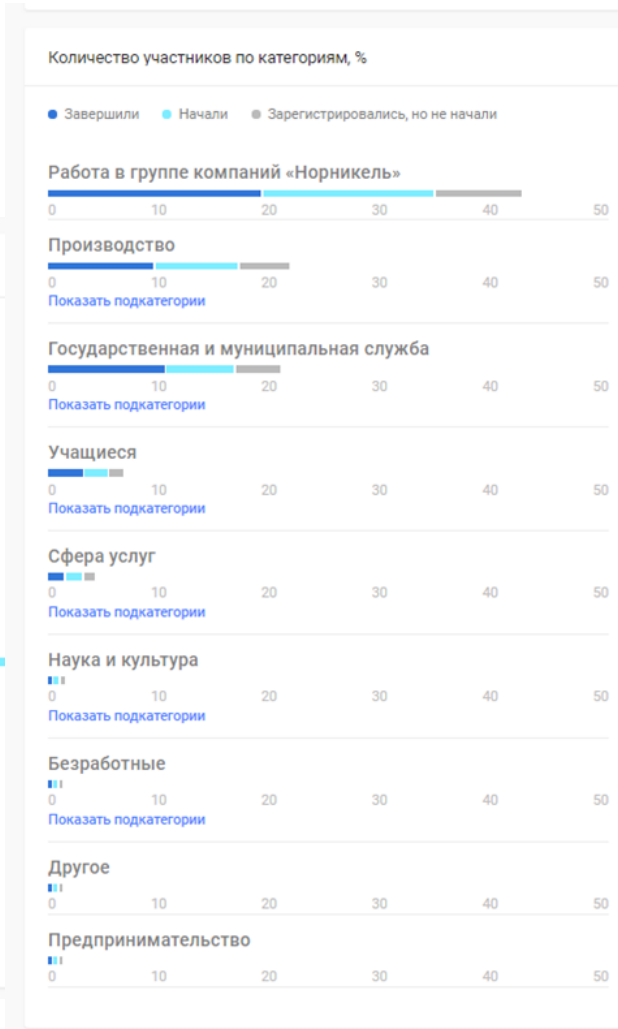 Количество участников по категориям, %
Завершили Начали Зарегистрировались, но не начали
Работа в группе компаний «Норникель»
0 10 20 30 40 50
Производство
0 10 20 30 40 50
Показать подкатегории
Государственная и муниципальная служба
0 10 20 30 40 50
Показать подкатегории
Учащиеся
0 10 20 30 40 50
Показать подкатегории
Сфера услуг
0 10 20 30 40 50
Показать подкатегории
Наука и культура
0 10 20 30 40 50
Показать подкатегории
Безработные
0 10 20 30 40 50
Показать подкатегории
Другое
0 10 20 30 40 50
Предпринимательство
0 10 20 30 40 50